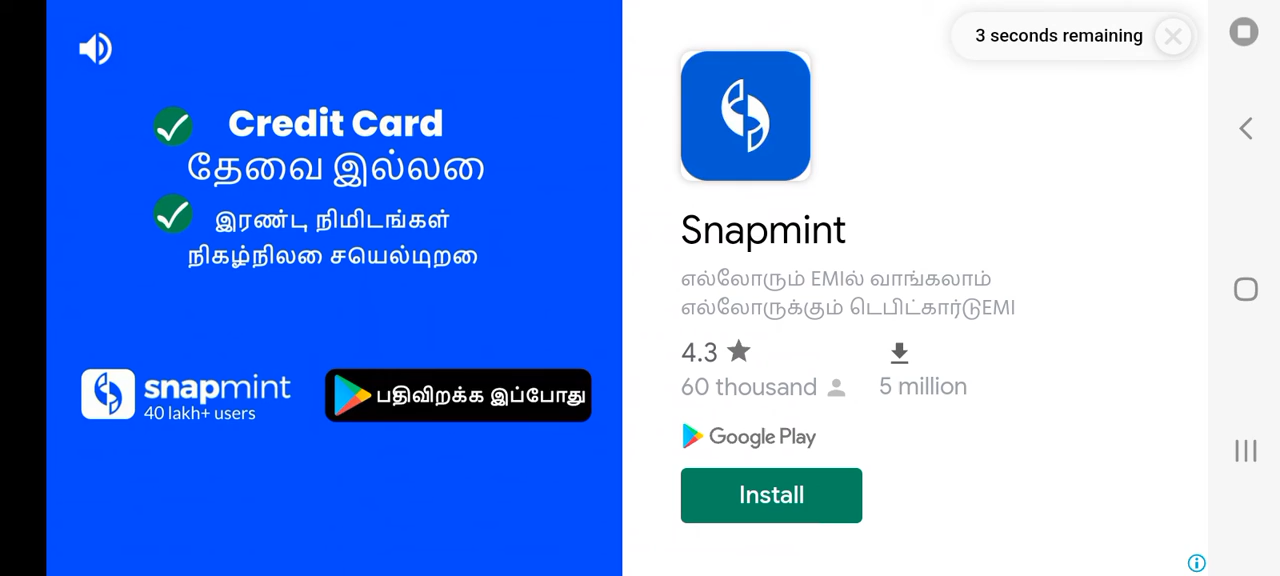 Credit Card
தேவை இல்லை
இரண்டு நிமிடங்கள்
நிகழ்நிலை செயல்முறை
snapmint
40 lakh+ users
பதிவிறக்க இப்போது
3 seconds remaining
Snapmint
எல்லோரும் EMIல் வாங்கலாம்
எல்லோருக்கும் டெபிட்கார்டுEMI
4.3
60 thousand
5 million
Google Play
Install